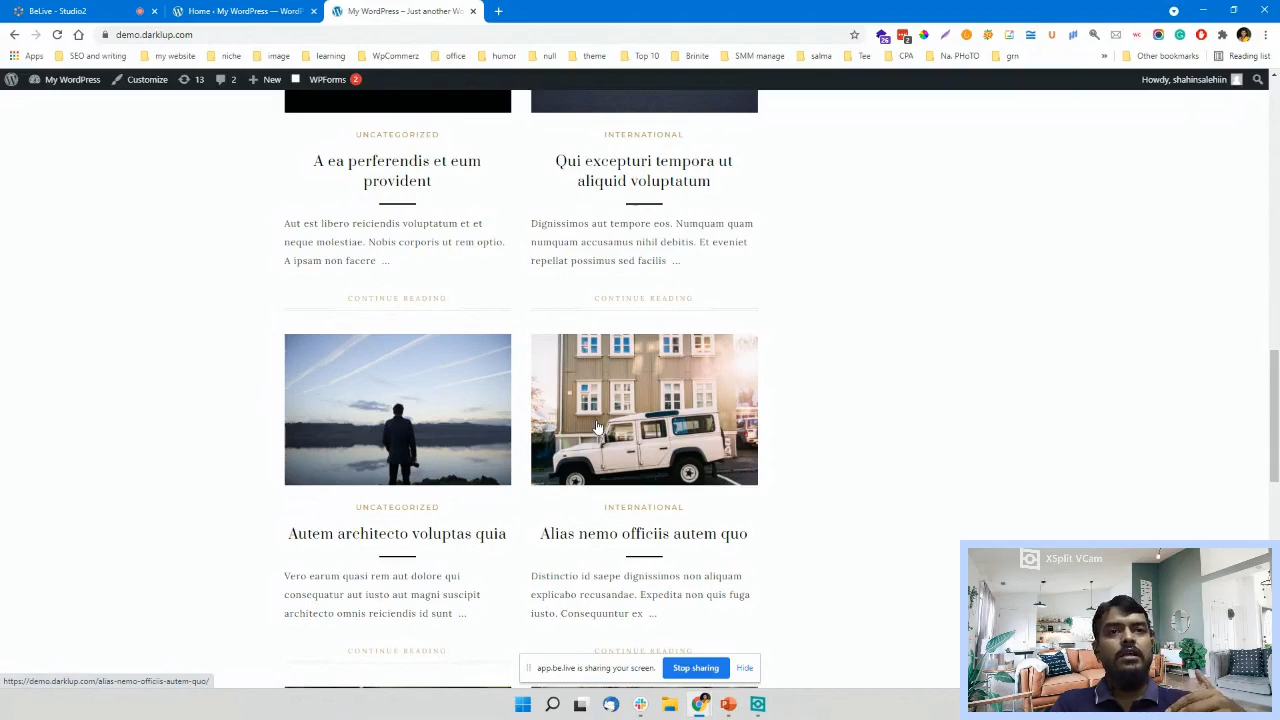 BeLive - Studio2
Home ‹ My WordPress — WordP
My WordPress – Just another Wo
demo.darklup.com
26
2
Apps
SEO and writing
my website
niche
image
learning
WpCommerz
office
humor
null
theme
Top 10
Brinite
SMM manage
salma
Tee
CPA
Na. PHoTO
grn
»
Other bookmarks
Reading list
My WordPress
Customize
13
2
New
WPForms
2
Howdy, shahinsalehiin
UNCATEGORIZED
A ea perferendis et eum
provident
Aut est libero reiciendis voluptatum et et
neque molestiae. Nobis corporis ut rem optio.
A ipsam non facere ...
CONTINUE READING
INTERNATIONAL
Qui excepturi tempora ut
aliquid voluptatum
Dignissimos aut tempore eos. Numquam quam
numquam accusamus nihil debitis. Et eveniet
repellat possimus sed facilis ...
CONTINUE READING
UNCATEGORIZED
Autem architecto voluptas quia
Vero earum quasi rem aut dolore qui
consequatur aut iusto aut magni suscipit
architecto omnis reiciendis id sunt ...
CONTINUE READING
INTERNATIONAL
Alias nemo officiis autem quo
Distinctio id saepe dignissimos non aliquam
explicabo recusandae. Expedita non quis fuga
iusto. Consequuntur ex ...
CONTINUE READING
XSplit VCam
app.be.live is sharing your screen.
Stop sharing
Hide
https://demo.darklup.com/alias-nemo-officiis-autem-quo/